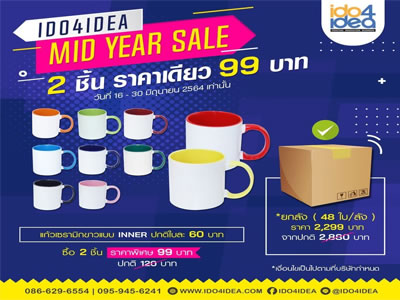 ido4
idea
IDO4IDEA
MID YEAR SALE
2 ชิ้น ราคาเดียว 99 บาท
วันที่ 16 - 30 มิถุนายน 2564 เท่านั้น
แก้วเซรามิกขาวแบบ INNER ปกติใบละ 60 บาท
ซื้อ 2 ชิ้น ราคาพิเศษ 99 บาท
ปกติ 120 บาท
*ยกลัง ( 48 ใบ/ลัง )
ราคา 2,299 บาท
จากปกติ 2,880 บาท
*เงื่อนไขเป็นไปตามที่บริษัทกำหนด
086-629-6554 | 095-945-6241 WWW.IDO4IDEA.COM IDO4IDEA @IDO4IDEA